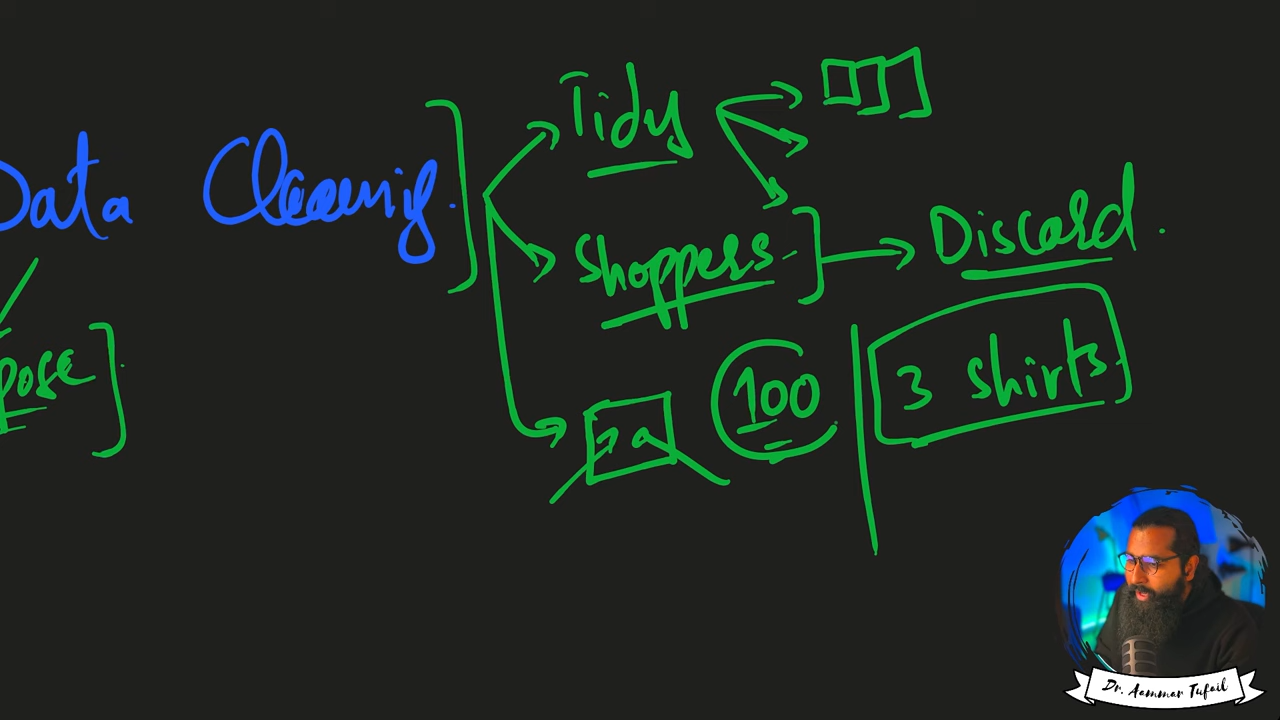 Data Cleaning.
Tidy
Shoppers
Discard.
pose
100
3 shirts
Dr. Aammar Tufail